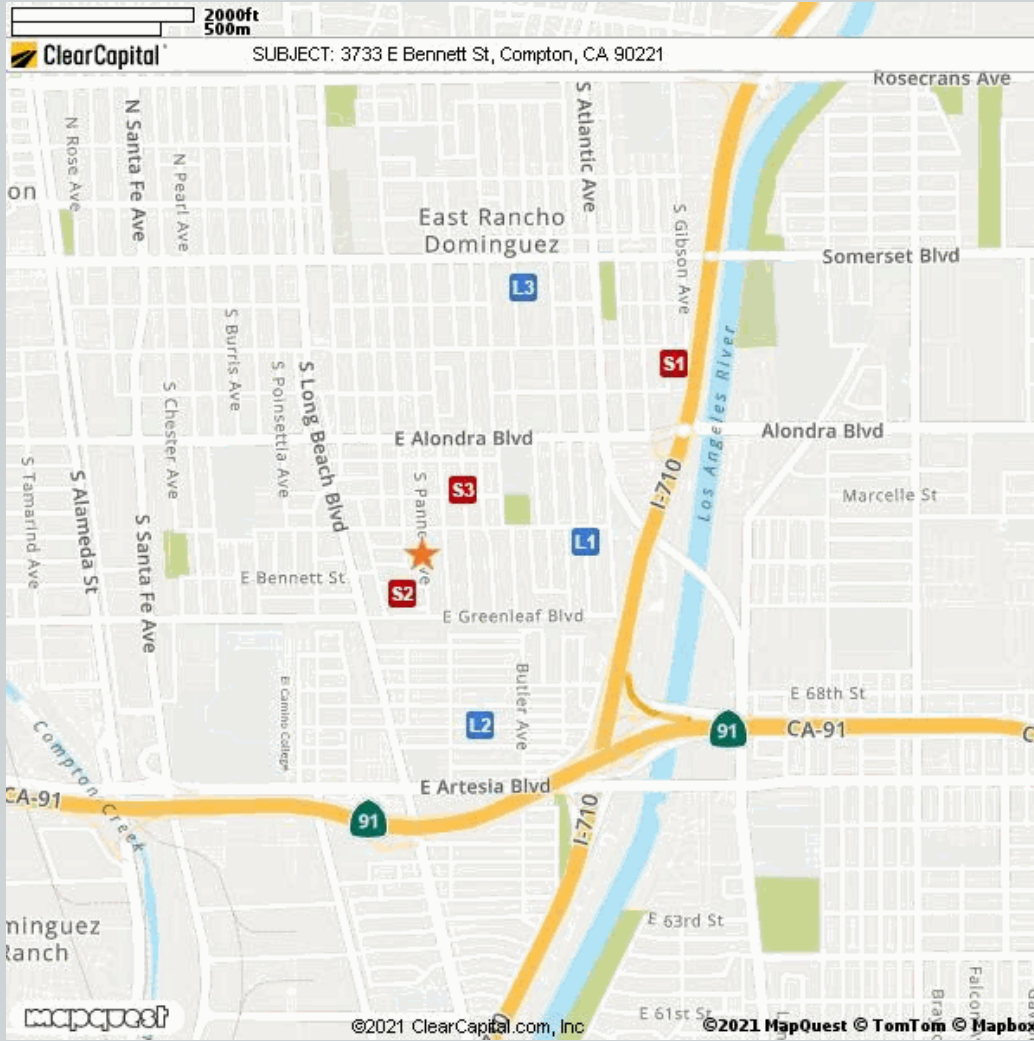 2000ft
500m
ClearCapital
SUBJECT: 3733 E Bennett St, Compton, CA 90221
Rosecrans Ave
N Rose Ave
N Santa Fe Ave
N Pearl Ave
S Atlantic Ave
on
East Rancho
Dominguez
S Gibson Ave
Somerset Blvd
L3
S Burris Ave
S1
Los Angeles River
S Chester Ave
S Poinsettia Ave
S Long Beach Blvd
E Alondra Blvd
Alondra Blvd
S Tamarind Ave
S Alameda St
S Santa Fe Ave
S3
I-710
Marcelle St
L1
E Bennett St
S2
E Greenleaf Blvd
El Camino College
Butler Ave
L2
E 68th St
91
CA-91
C
Compton Creek
E Artesia Blvd
CA-91
91
I-710
minguez
Ranch
E 63rd St
E 61st St
mapquest
©2021 ClearCapital.com, Inc
©2021 MapQuest © TomTom © Mapbox